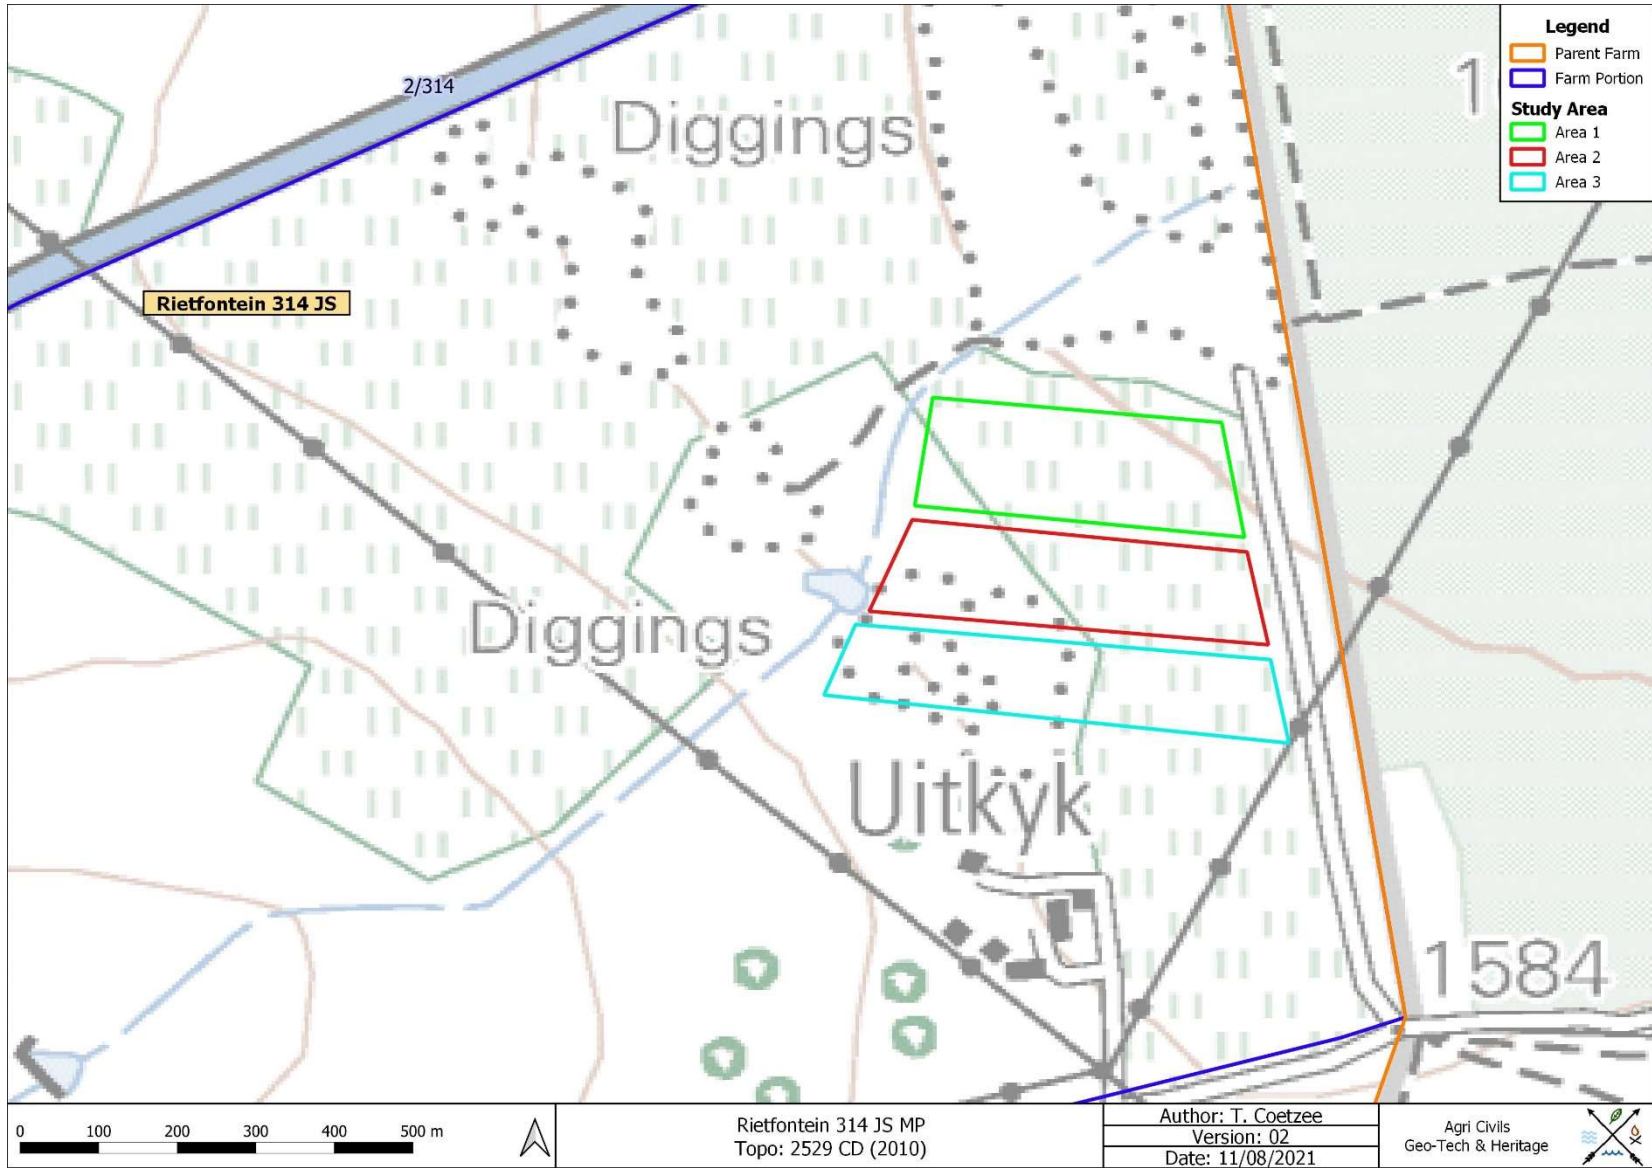 2/314
Diggings
Rietfontein 314 JS
Diggings
Uitkyk
1584
Legend
Parent Farm
Farm Portion
Study Area
Area 1
Area 2
Area 3
0 100 200 300 400 500 m
Rietfontein 314 JS MP
Topo: 2529 CD (2010)
Author: T. Coetzee
Version: 02
Date: 11/08/2021
Agri Civils
Geo-Tech & Heritage